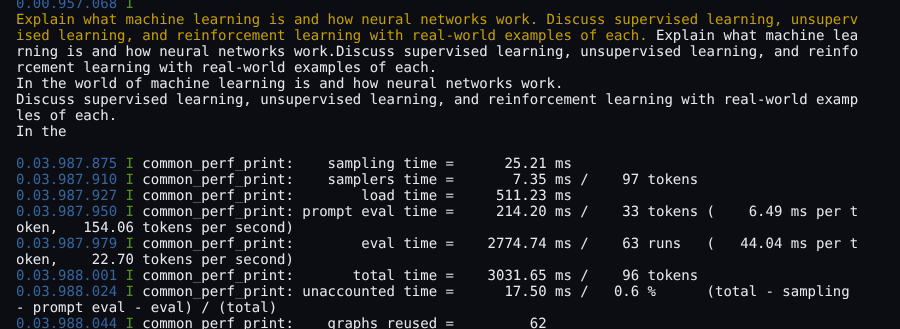 0.00.957.068 I
Explain what machine learning is and how neural networks work. Discuss supervised learning, unsuperv
ised learning, and reinforcement learning with real-world examples of each. Explain what machine lea
rning is and how neural networks work.Discuss supervised learning, unsupervised learning, and reinfo
rcement learning with real-world examples of each.
In the world of machine learning is and how neural networks work.
Discuss supervised learning, unsupervised learning, and reinforcement learning with real-world examp
les of each.
In the
0.03.987.875 I common_perf_print:    sampling time =      25.21 ms
0.03.987.910 I common_perf_print:    samplers time =       7.35 ms /    97 tokens
0.03.987.927 I common_perf_print:        load time =     511.23 ms
0.03.987.950 I common_perf_print: prompt eval time =     214.20 ms /    33 tokens (    6.49 ms per t
oken,   154.06 tokens per second)
0.03.987.979 I common_perf_print:        eval time =    2774.74 ms /    63 runs   (   44.04 ms per t
oken,    22.70 tokens per second)
0.03.988.001 I common_perf_print:       total time =    3031.65 ms /    96 tokens
0.03.988.024 I common_perf_print: unaccounted time =      17.50 ms /   0.6 %      (total - sampling 
- prompt eval - eval) / (total)
0.03.988.044 I common_perf_print:    graphs reused =         62